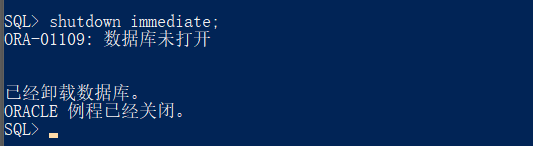 SQL> shutdown immediate;
ORA-01109: 数据库未打开
已经卸载数据库。
ORACLE 例程已经关闭。
SQL>